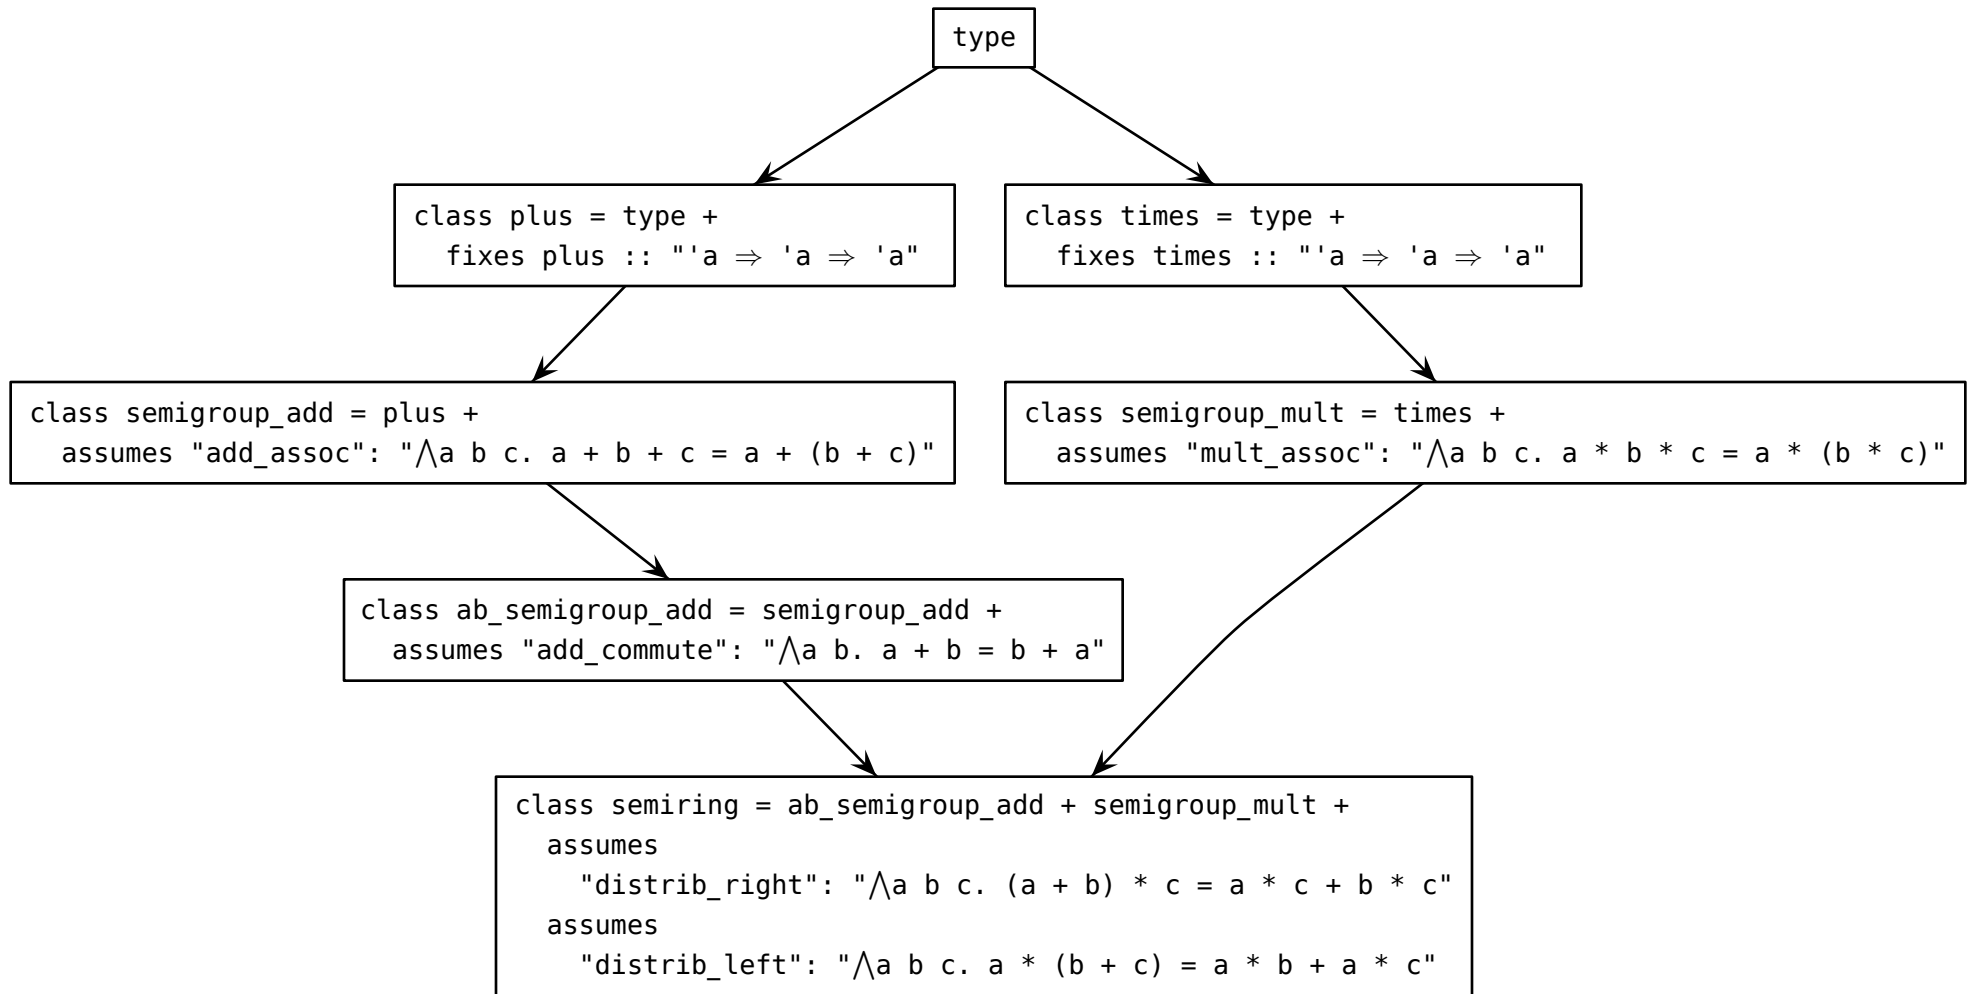 type
class plus = type +
  fixes plus :: "'a ⇒ 'a ⇒ 'a"
class times = type +
  fixes times :: "'a ⇒ 'a ⇒ 'a"
class semigroup_add = plus +
  assumes "add_assoc": "⋀a b c. a + b + c = a + (b + c)"
class semigroup_mult = times +
  assumes "mult_assoc": "⋀a b c. a * b * c = a * (b * c)"
class ab_semigroup_add = semigroup_add +
  assumes "add_commute": "⋀a b. a + b = b + a"
class semiring = ab_semigroup_add + semigroup_mult +
  assumes
    "distrib_right": "⋀a b c. (a + b) * c = a * c + b * c"
  assumes
    "distrib_left": "⋀a b c. a * (b + c) = a * b + a * c"